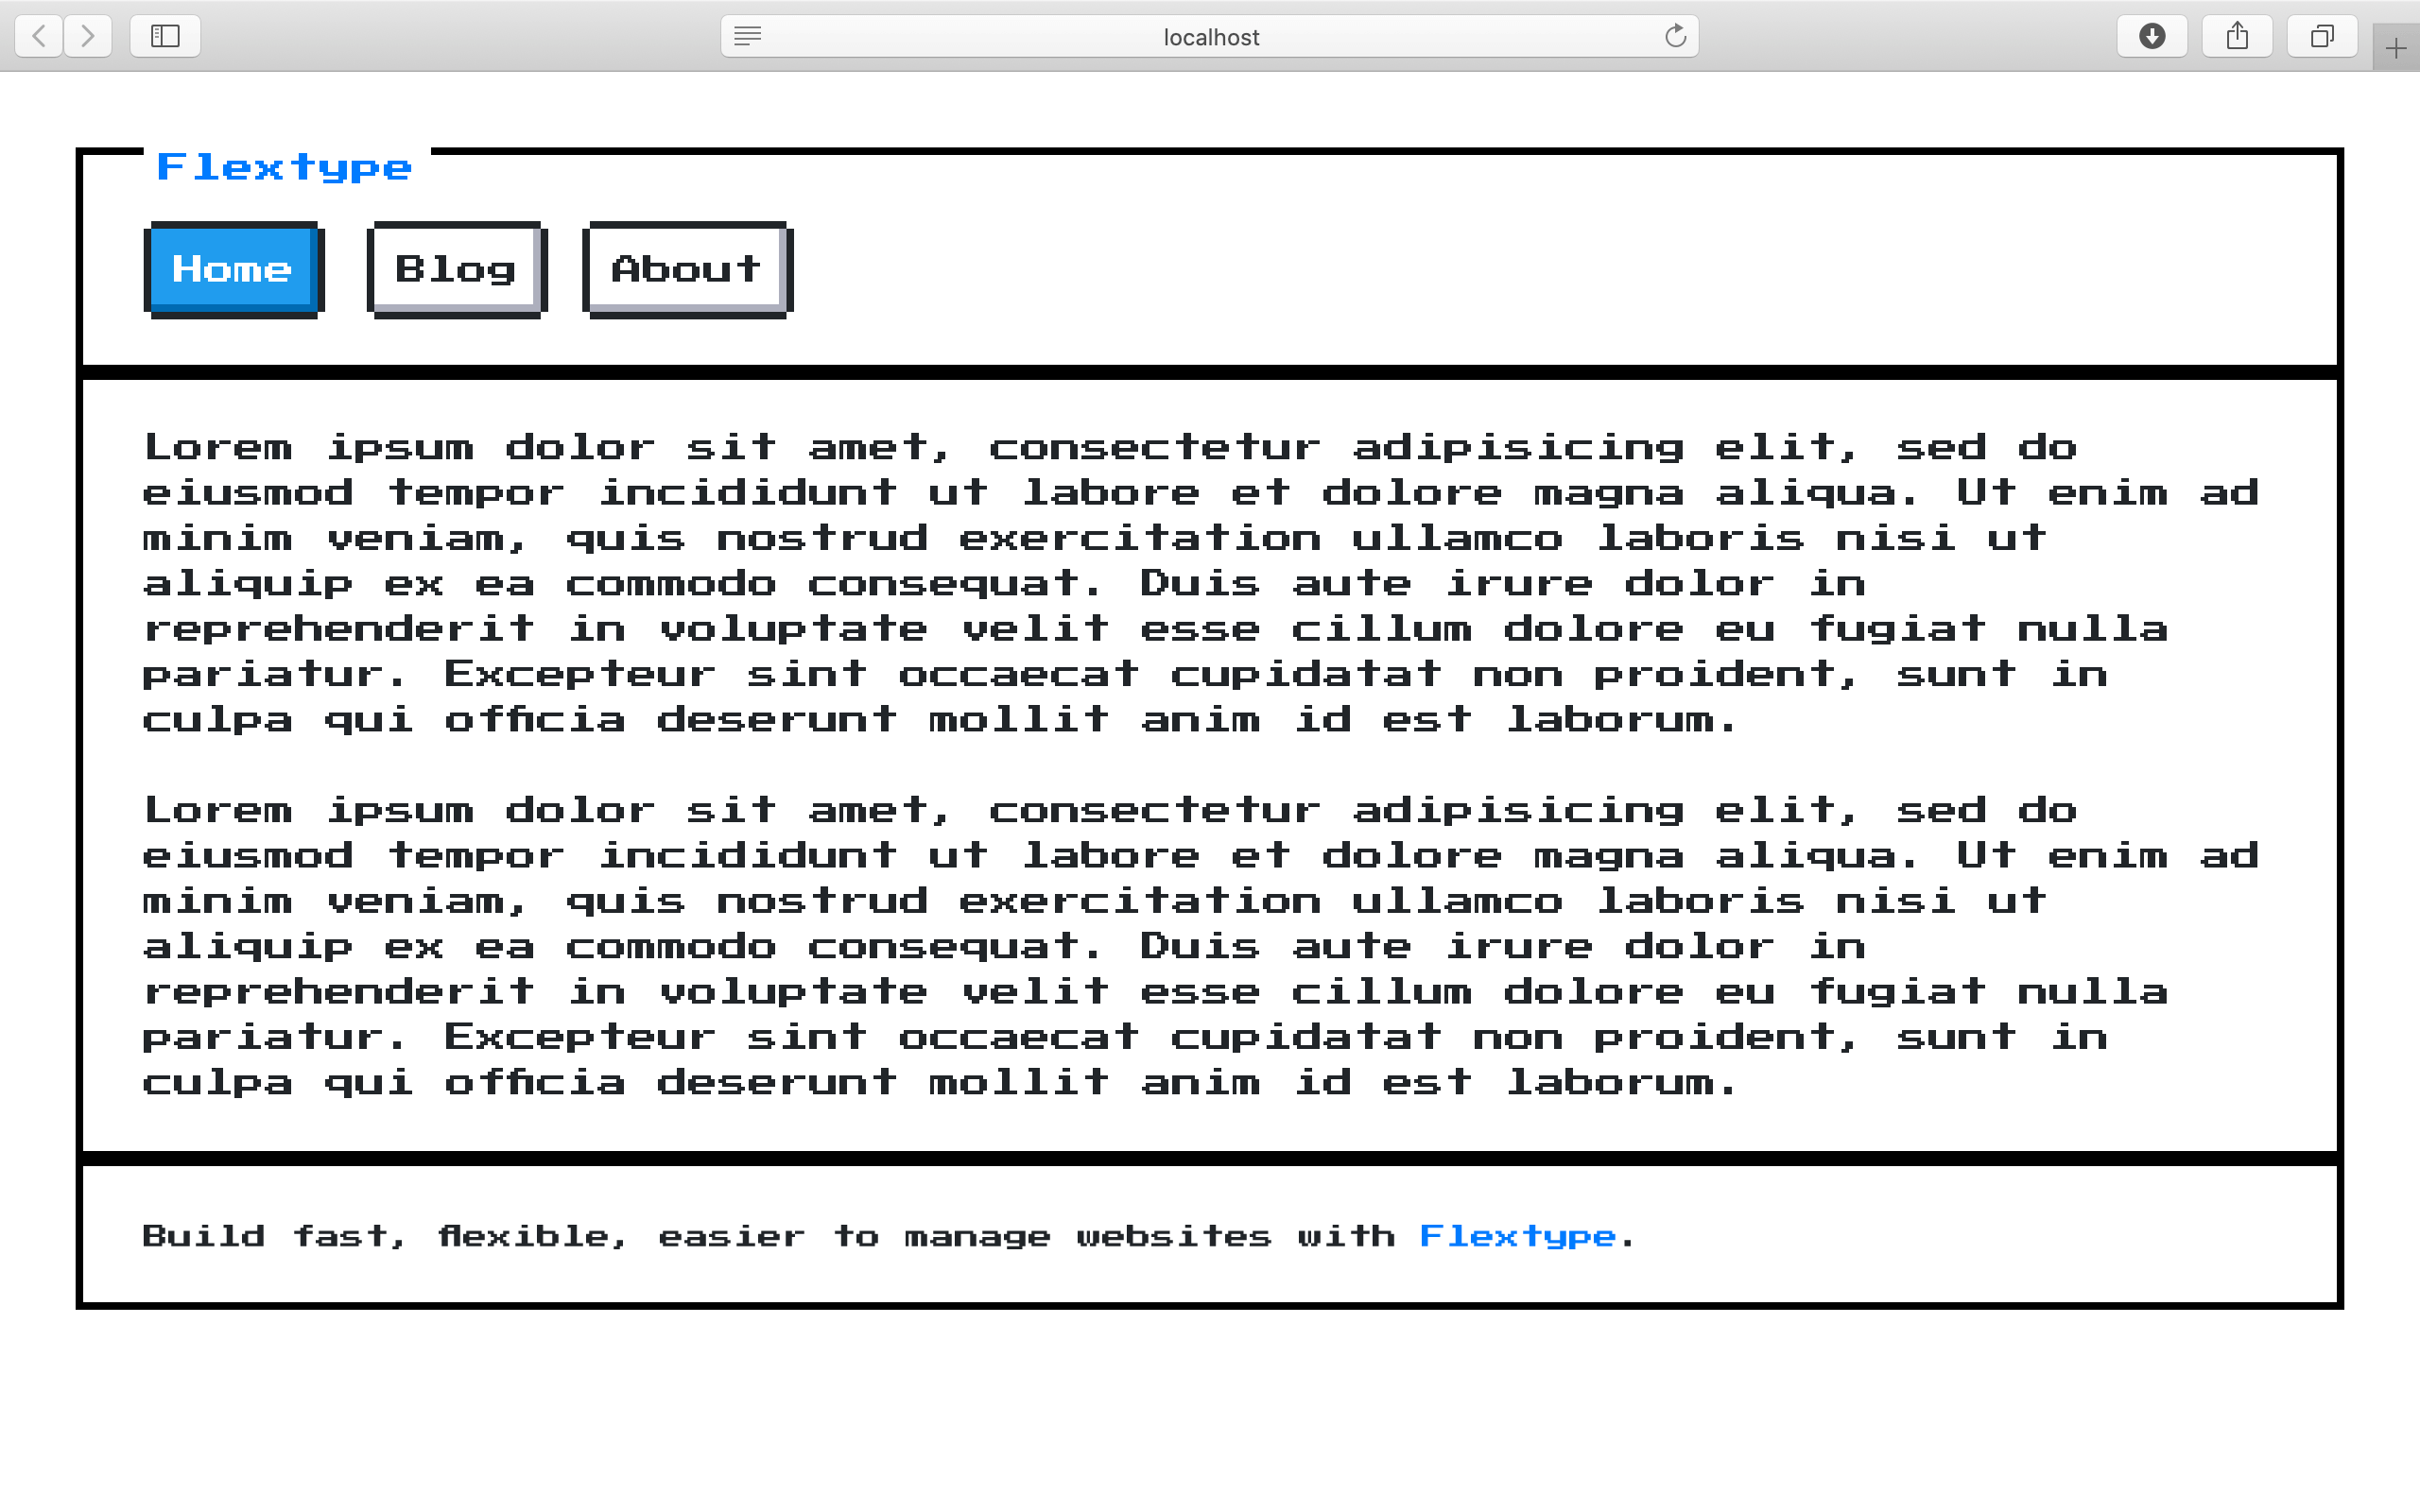 localhost
Flextype
Home Blog About
Lorem ipsum dolor sit amet, consectetur adipisicing elit, sed do
eiusmod tempor incididunt ut labore et dolore magna aliqua. Ut enim ad
minim veniam, quis nostrud exercitation ullamco laboris nisi ut
aliquip ex ea commodo consequat. Duis aute irure dolor in
reprehenderit in voluptate velit esse cillum dolore eu fugiat nulla
pariatur. Excepteur sint occaecat cupidatat non proident, sunt in
culpa qui officia deserunt mollit anim id est laborum.
Lorem ipsum dolor sit amet, consectetur adipisicing elit, sed do
eiusmod tempor incididunt ut labore et dolore magna aliqua. Ut enim ad
minim veniam, quis nostrud exercitation ullamco laboris nisi ut
aliquip ex ea commodo consequat. Duis aute irure dolor in
reprehenderit in voluptate velit esse cillum dolore eu fugiat nulla
pariatur. Excepteur sint occaecat cupidatat non proident, sunt in
culpa qui officia deserunt mollit anim id est laborum.
Build fast, flexible, easier to manage websites with Flextype.